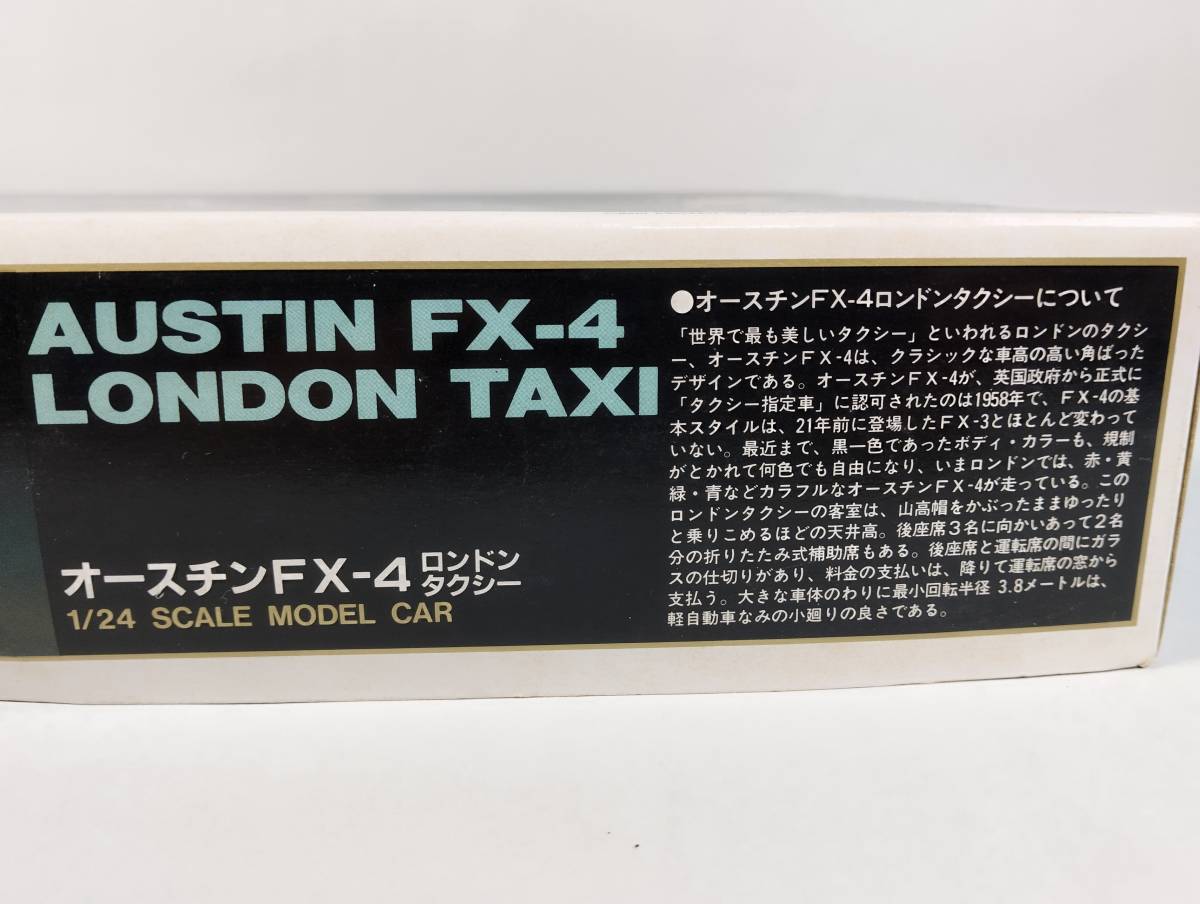 AUSTIN FX-4
LONDON TAXI
オースチンFX-4 ロンドン
タクシー
1/24 SCALE MODEL CAR
●オースチンFX-4ロンドンタクシーについて
「世界で最も美しいタクシー」といわれるロンドンのタクシ
ー、オースチンFX-4は、クラシックな車高の高い角ばった
デザインである。オースチンFX-4が、英国政府から正式に
「タクシー指定車」に認可されたのは1958年で、FX-4の基
本スタイルは、21年前に登場したFX-3とほとんど変わって
いない。最近まで、黒一色であったボディ・カラーも、規制
がとかれて何色でも自由になり、いまロンドンでは、赤・黄
緑・青などカラフルなオースチンFX-4が走っている。この
ロンドンタクシーの客室は、山高帽をかぶったままゆったり
と乗りこめるほどの天井高。後座席3名に向かいあって2名
分の折りたたみ式補助席もある。後座席と運転席の間にガラ
スの仕切りがあり、料金の支払いは、降りて運転席の窓から
支払う。大きな車体のわりに最小回転半径 3.8メートルは、
軽自動車なみの小廻りの良さである。